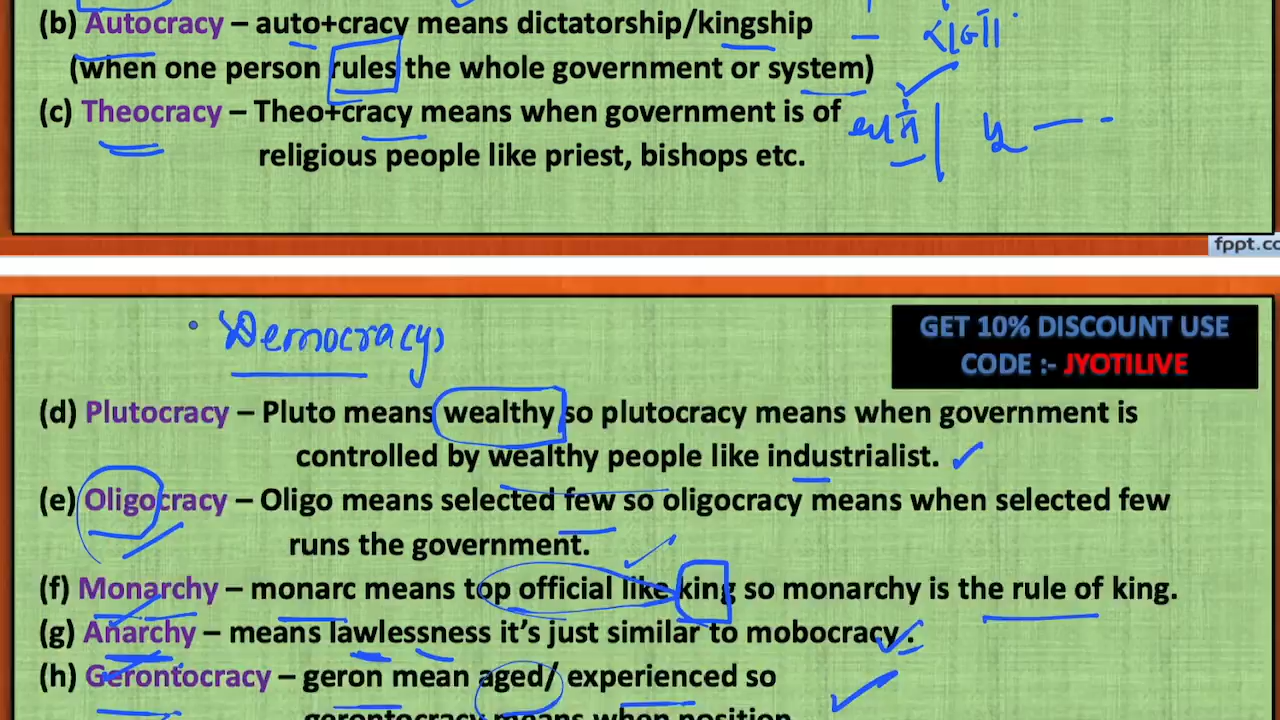 (b) Autocracy – auto+cracy means dictatorship/kingship
(when one person rules the whole government or system)
(c) Theocracy – Theo+cracy means when government is of
religious people like priest, bishops etc.
fppt.cc
Democracy
GET 10% DISCOUNT USE
CODE :- JYOTILIVE
(d) Plutocracy – Pluto means wealthy so plutocracy means when government is
controlled by wealthy people like industrialist.
(e) Oligocracy – Oligo means selected few so oligocracy means when selected few
runs the government.
(f) Monarchy – monarc means top official like king so monarchy is the rule of king.
(g) Anarchy – means lawlessness it's just similar to mobocracy .
(h) Gerontocracy – geron mean aged/ experienced so
gerontocracy means when position